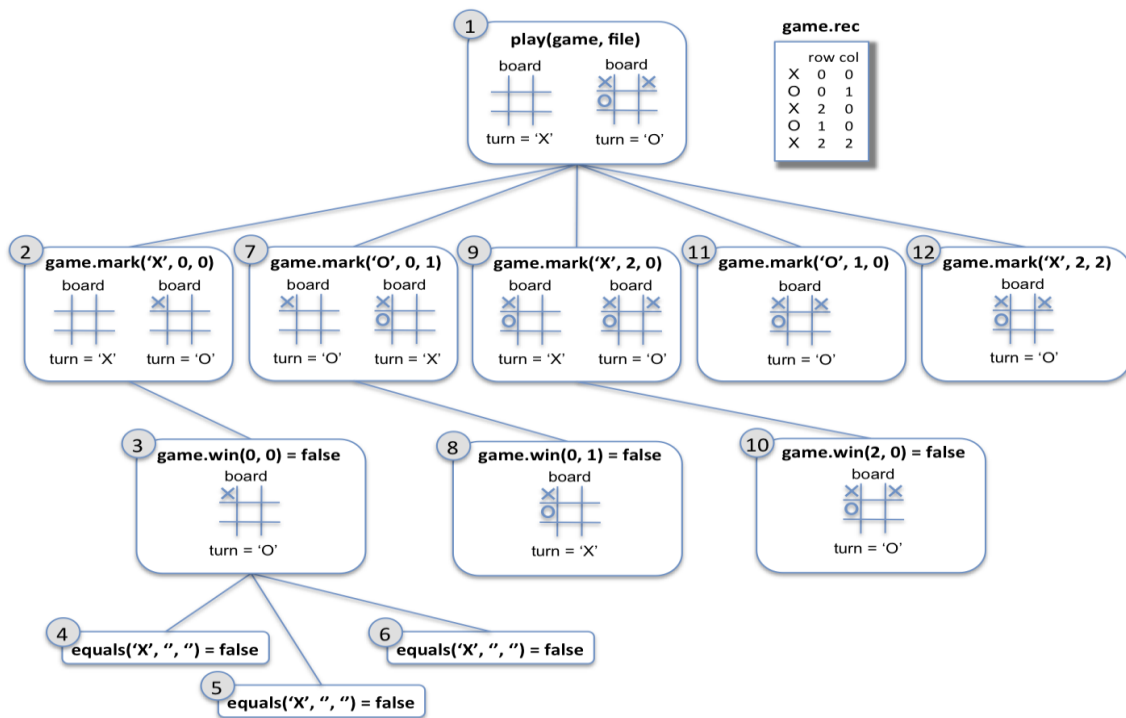 1
play(game, file)
board board
turn = ‘X’ turn = ‘O’
game.rec
row col
X 0 0
O 0 1
X 2 0
O 1 0
X 2 2
2
game.mark(‘X’, 0, 0)
board board
turn = ‘X’ turn = ‘O’
7
game.mark(‘O’, 0, 1)
board board
turn = ‘O’ turn = ‘X’
9
game.mark(‘X’, 2, 0)
board board
turn = ‘X’ turn = ‘O’
11
game.mark(‘O’, 1, 0)
board
turn = ‘O’
12
game.mark(‘X’, 2, 2)
board
turn = ‘O’
3
game.win(0, 0) = false
board
turn = ‘O’
8
game.win(0, 1) = false
board
turn = ‘X’
10
game.win(2, 0) = false
board
turn = ‘O’
4
equals(‘X’, ‘’, ‘’) = false
5
equals(‘X’, ‘’, ‘’) = false
6
equals(‘X’, ‘’, ‘’) = false